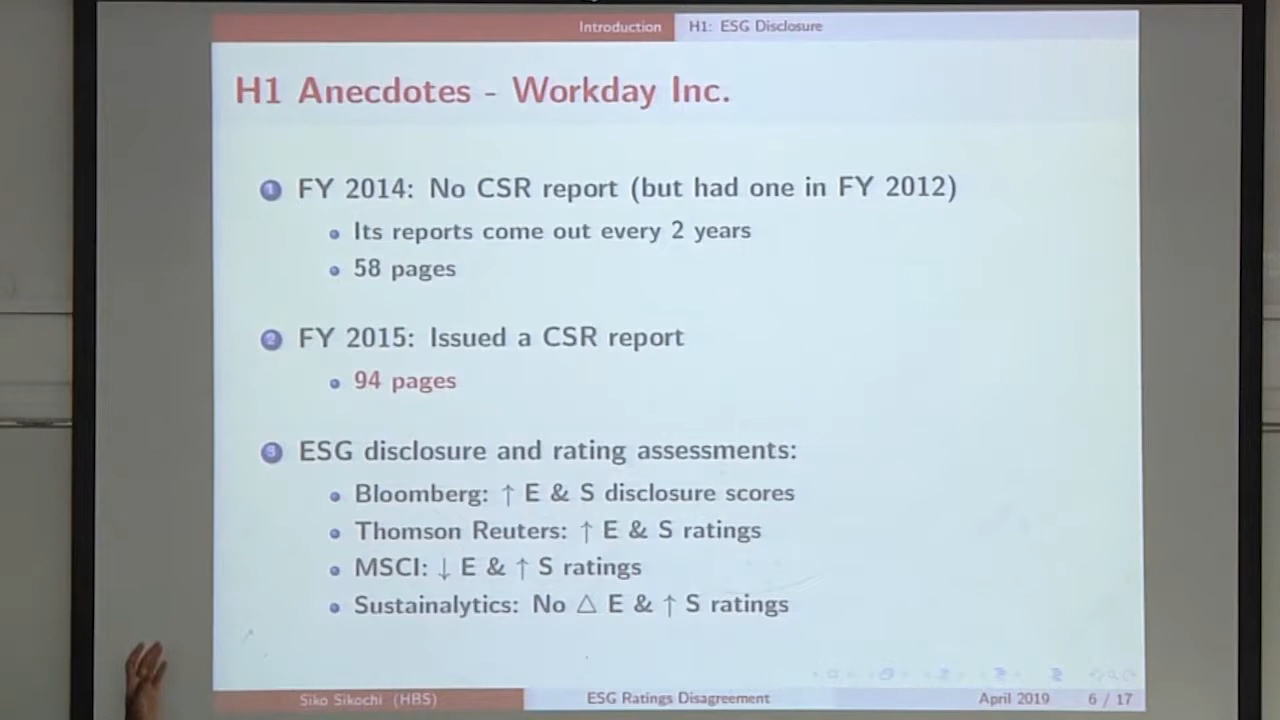 Introduction H1: ESG Disclosure
H1 Anecdotes - Workday Inc.
1 FY 2014: No CSR report (but had one in FY 2012)
Its reports come out every 2 years
58 pages
2 FY 2015: Issued a CSR report
94 pages
3 ESG disclosure and rating assessments:
Bloomberg: ↑ E & S disclosure scores
Thomson Reuters: ↑ E & S ratings
MSCI: ↓ E & ↑ S ratings
Sustainalytics: No △ E & ↑ S ratings
Siko Sikochi (HBS) ESG Ratings Disagreement April 2019 6 / 17